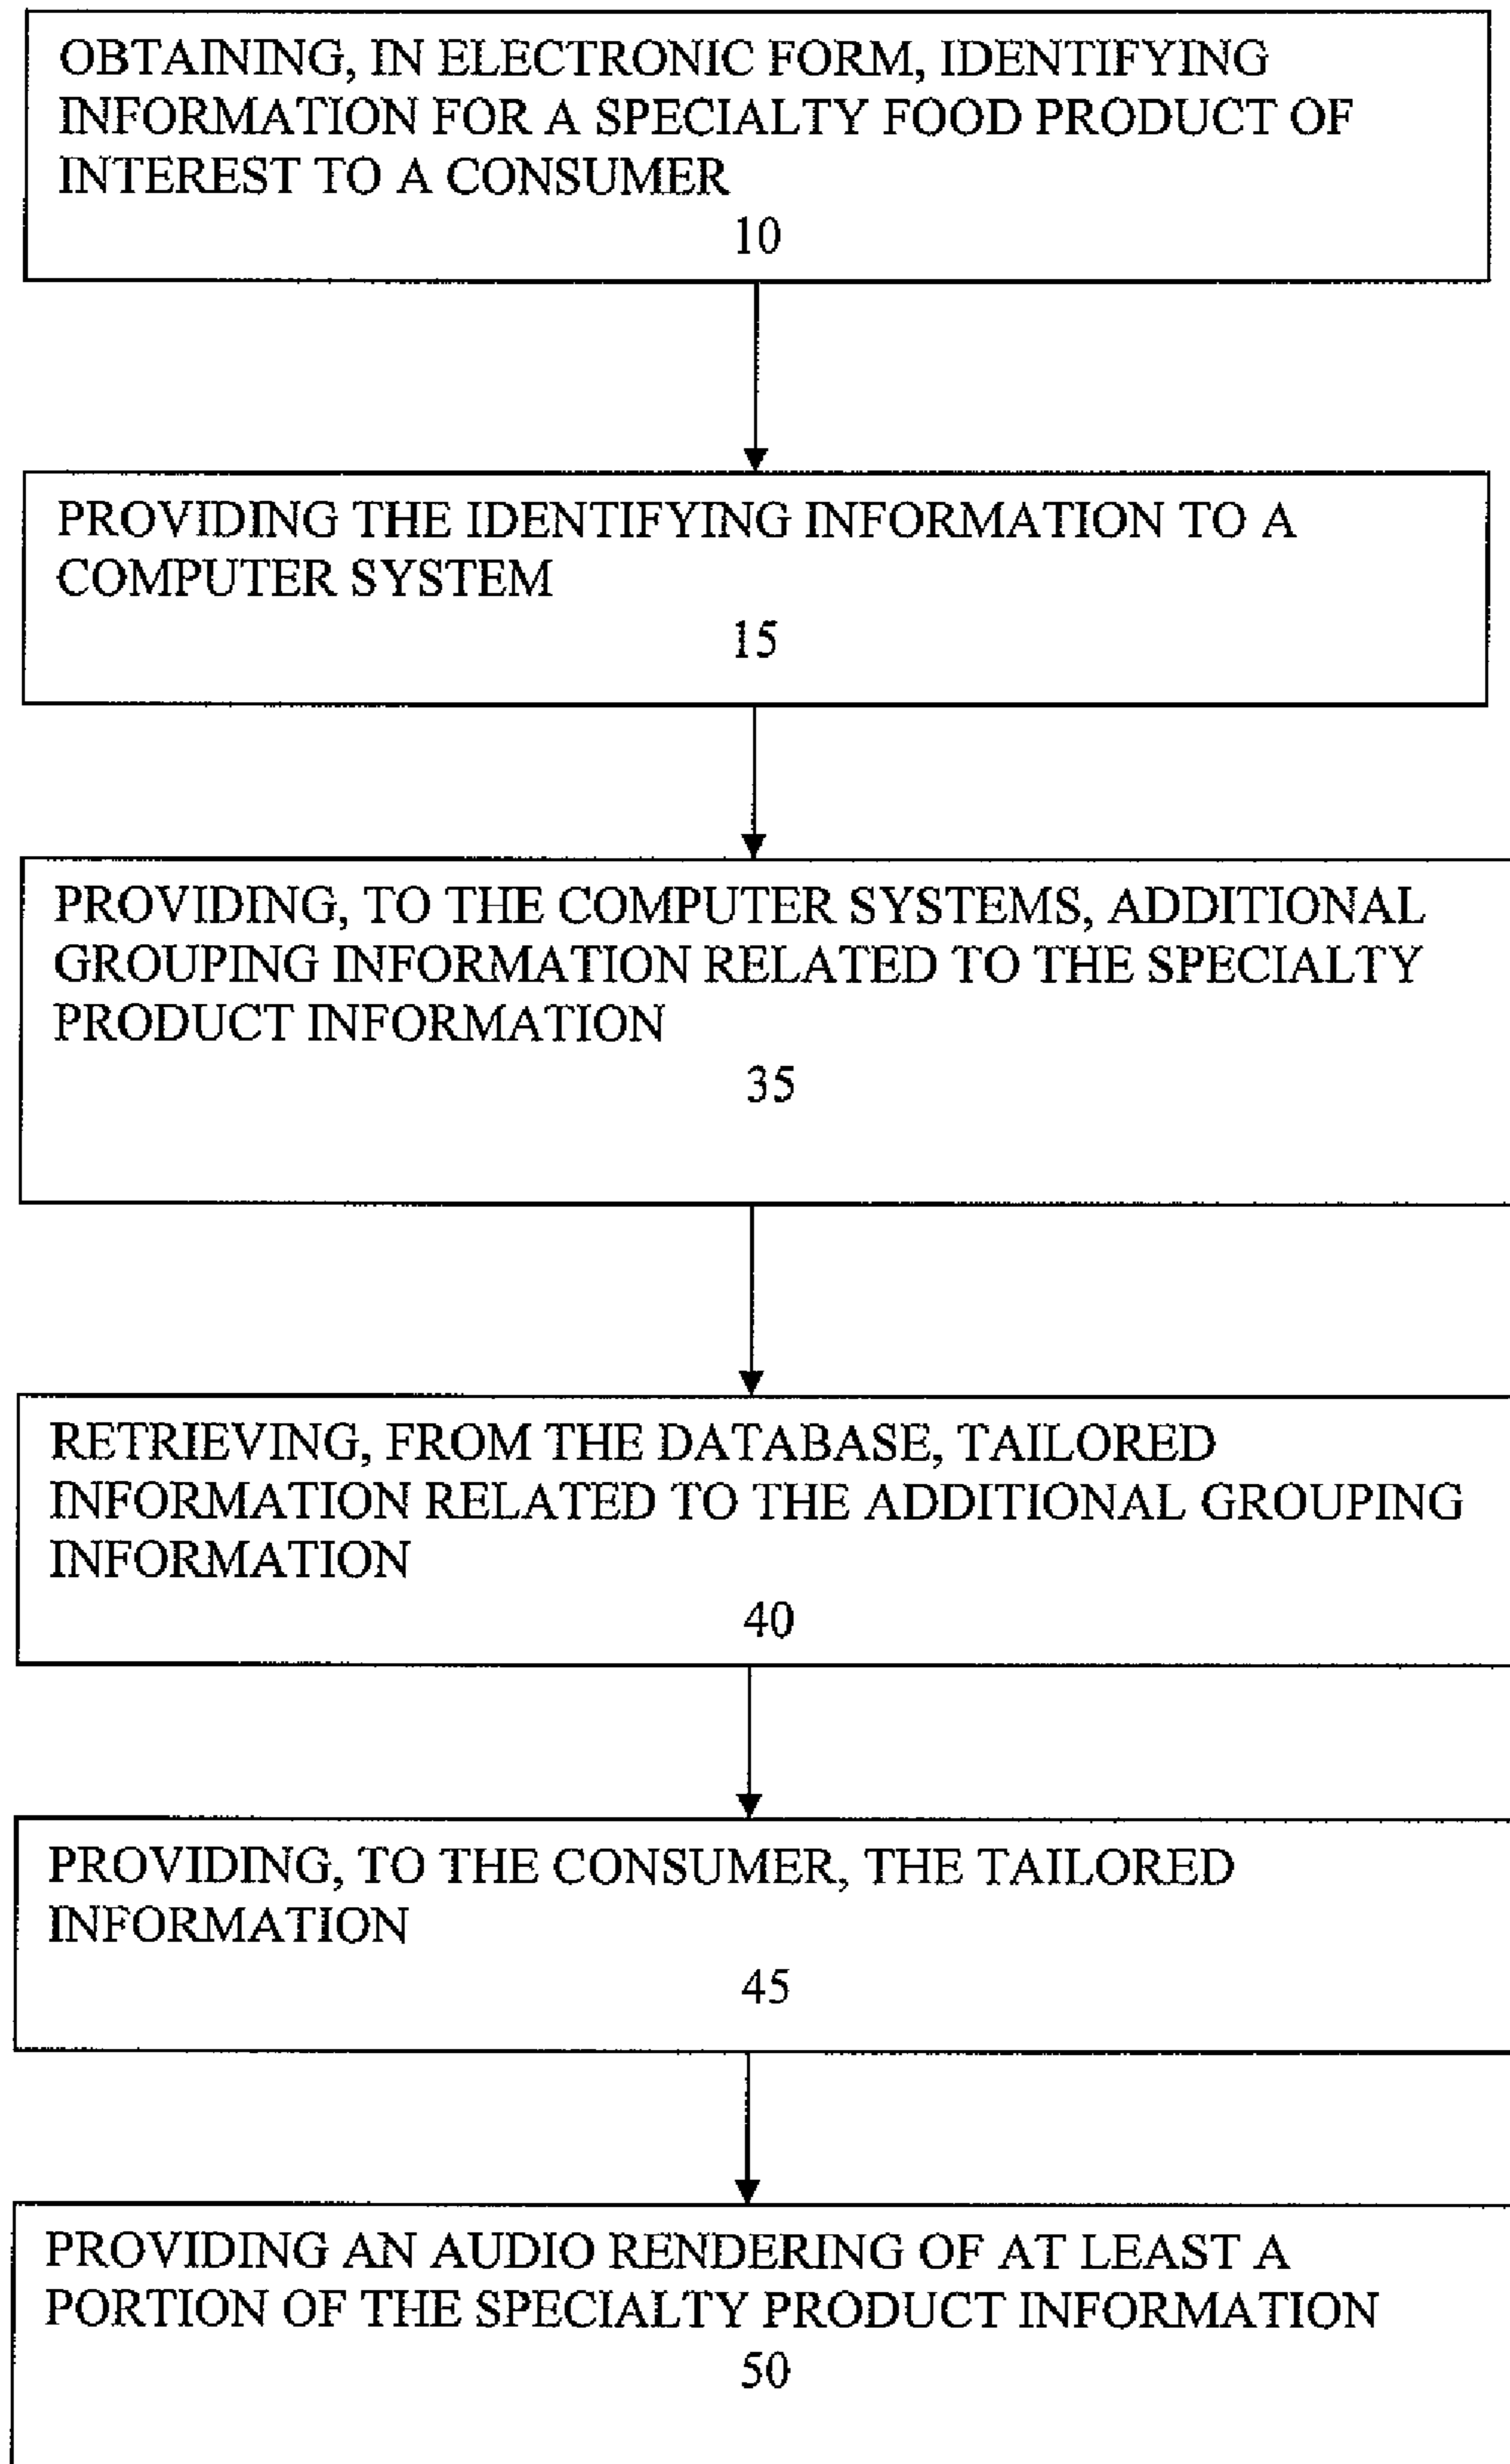 OBTAINING, IN ELECTRONIC FORM, IDENTIFYING
INFORMATION FOR A SPECIALTY FOOD PRODUCT OF
INTEREST TO A CONSUMER
10
PROVIDING THE IDENTIFYING INFORMATION TO A
COMPUTER SYSTEM
15
PROVIDING, TO THE COMPUTER SYSTEMS, ADDITIONAL
GROUPING INFORMATION RELATED TO THE SPECIALTY
PRODUCT INFORMATION
35
RETRIEVING, FROM THE DATABASE, TAILORED
INFORMATION RELATED TO THE ADDITIONAL GROUPING
INFORMATION
40
PROVIDING, TO THE CONSUMER, THE TAILORED
INFORMATION
45
PROVIDING AN AUDIO RENDERING OF AT LEAST A
PORTION OF THE SPECIALTY PRODUCT INFORMATION
50